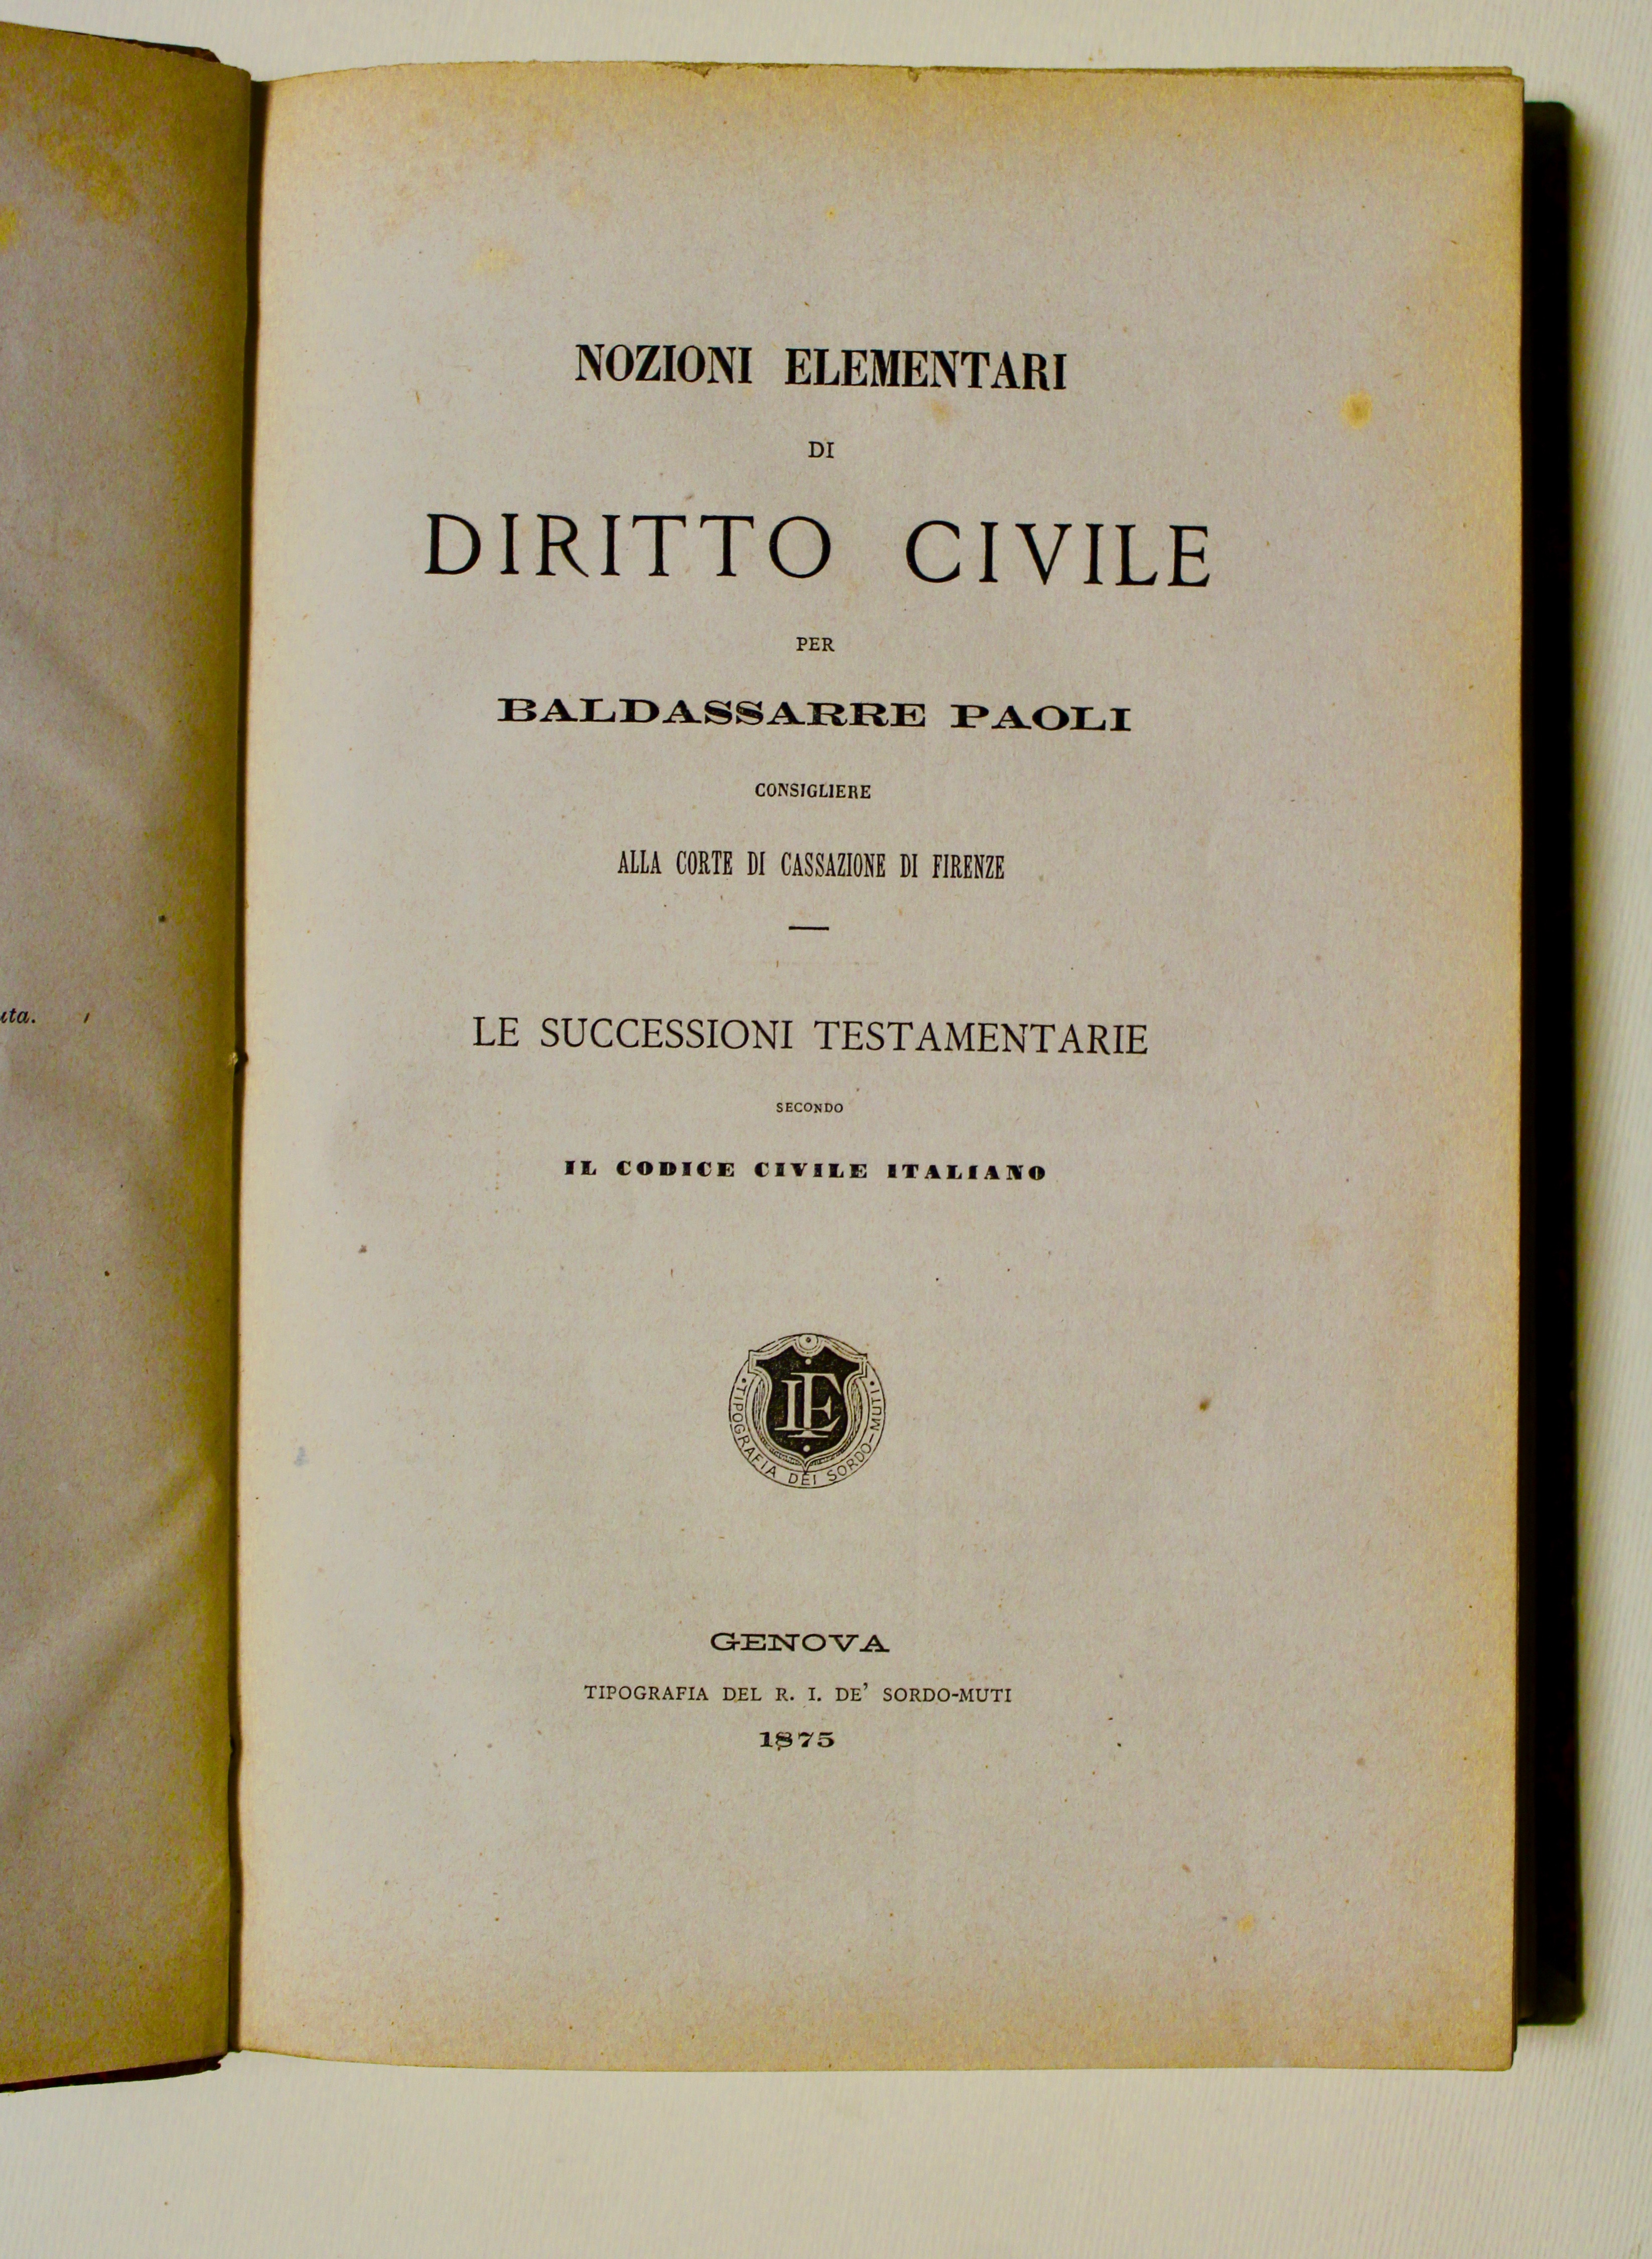 NOZIONI ELEMENTARI
DI
DIRITTO CIVILE
PER
BALDASSARRE PAOLI
CONSIGLIERE
ALLA CORTE DI CASSAZIONE DI FIRENZE
LE SUCCESSIONI TESTAMENTARIE
SECONDO
IL CODICE CIVILE ITALIANO
TIPOGRAFIA DEI SORDO-MUTI
GENOVA
TIPOGRAFIA DEL R. I. DE' SORDO-MUTI
1875